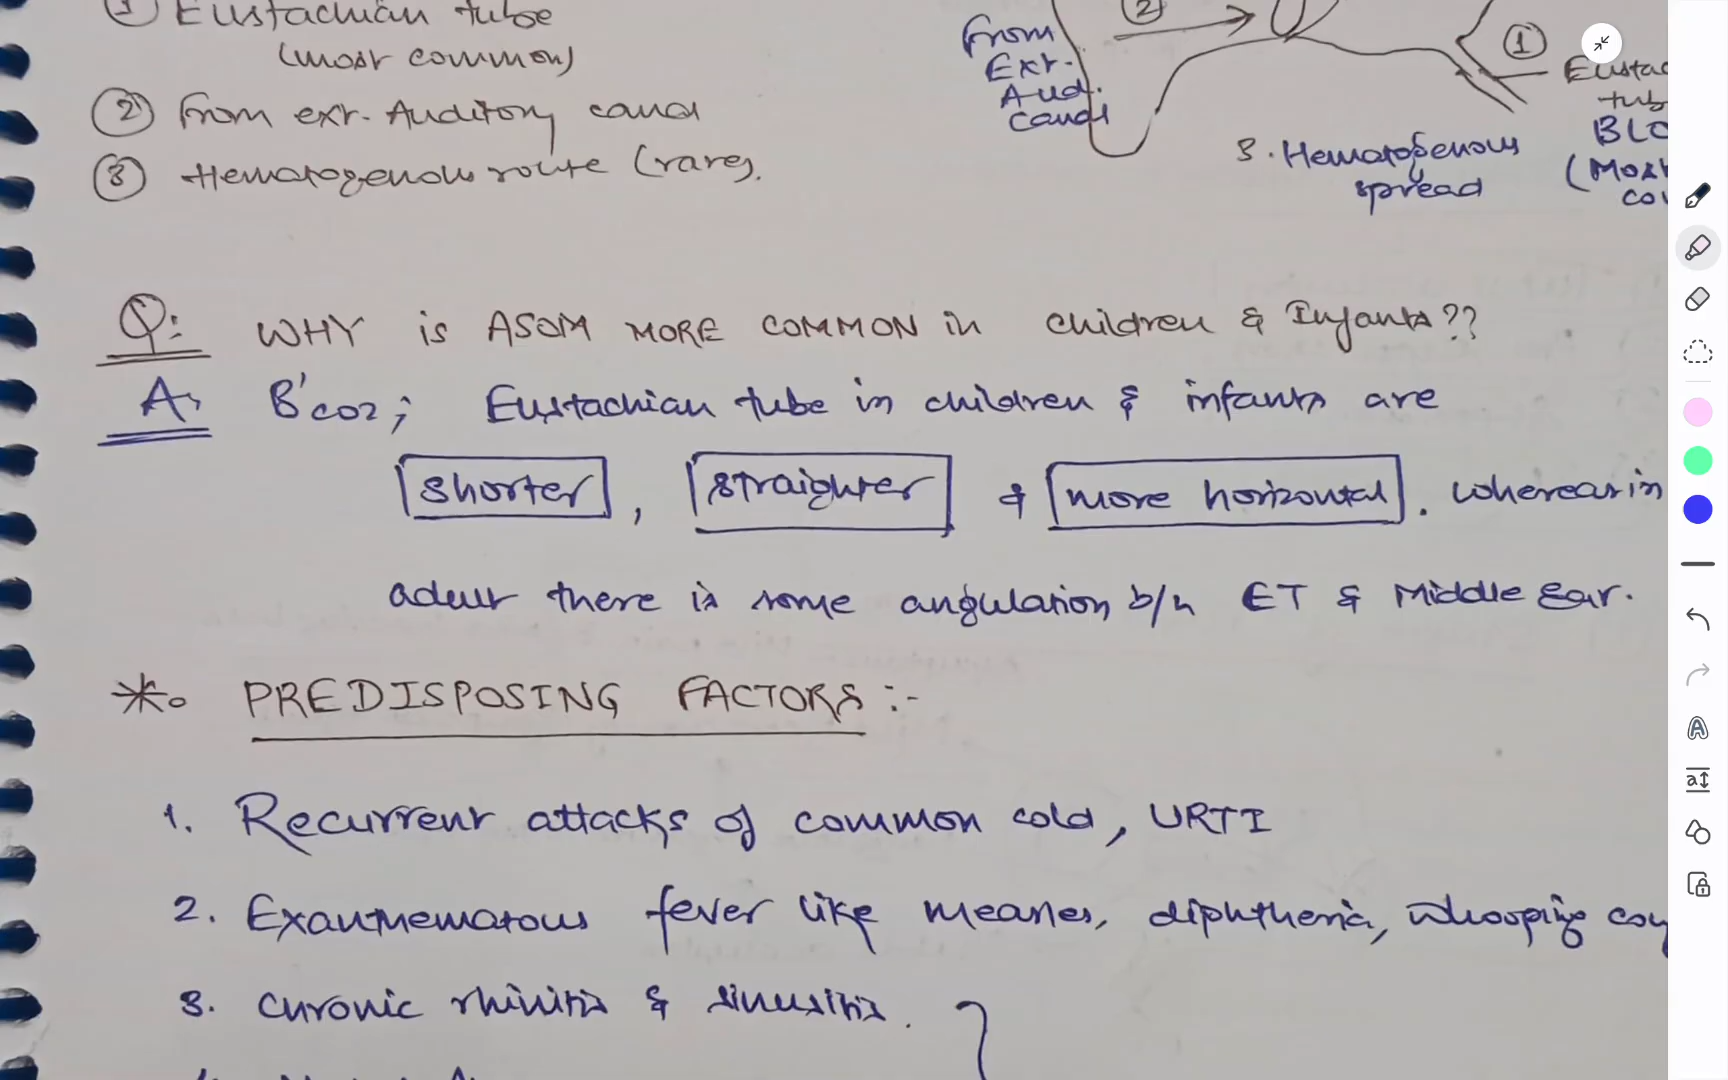 ① Eustachian tube
(most common)
② From ext. Auditory canal
③ Hematogenous route (rare).
②
From
Ext.
Aud.
Canal
①
3. Hematogenous
spread
Q: WHY is ASOM MORE COMMON in children & Infants??
A: B'coz; Eustachian tube in children & infants are
shorter, straighter & more horizontal. whereas in
adult there is some angulation b/n ET & Middle Ear.
*. PREDISPOSING FACTORS :-
1. Recurrent attacks of common cold, URTI
2. Exanthematous fever like measles, diphtheria, whooping
3. Chronic rhinitis & sinusitis.